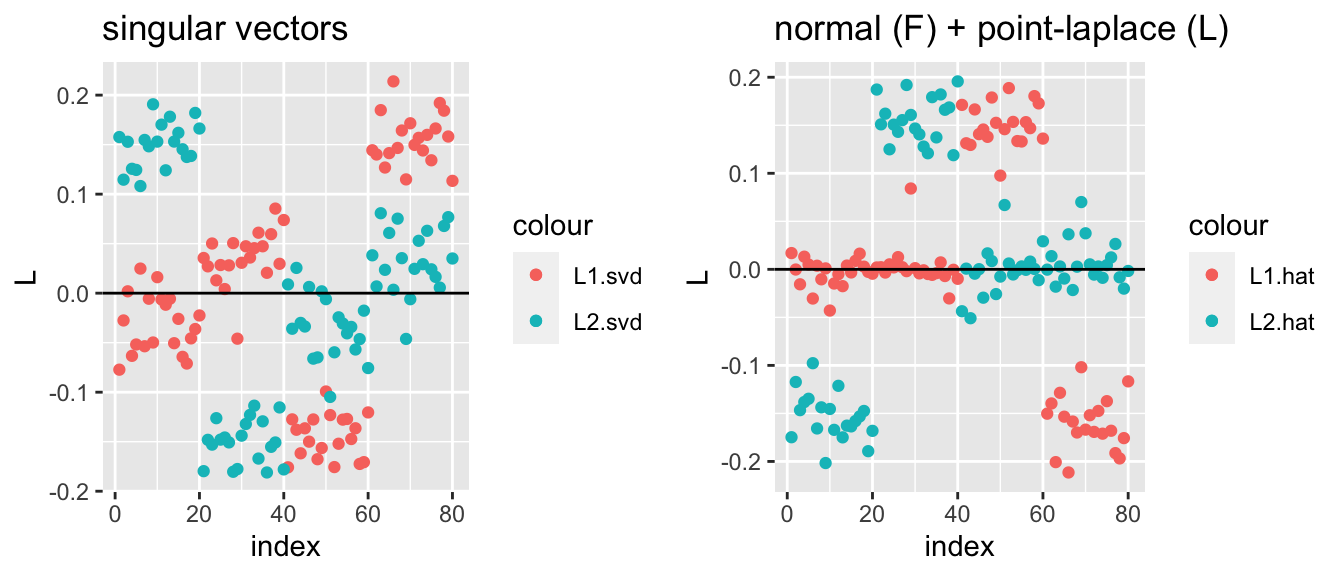 singular vectors
L
0.2
0.1
0.0
-0.1
-0.2
0 20 40 60 80
index
colour
L1.svd
L2.svd
normal (F) + point-laplace (L)
L
0.2
0.1
0.0
-0.1
-0.2
0 20 40 60 80
index
colour
L1.hat
L2.hat